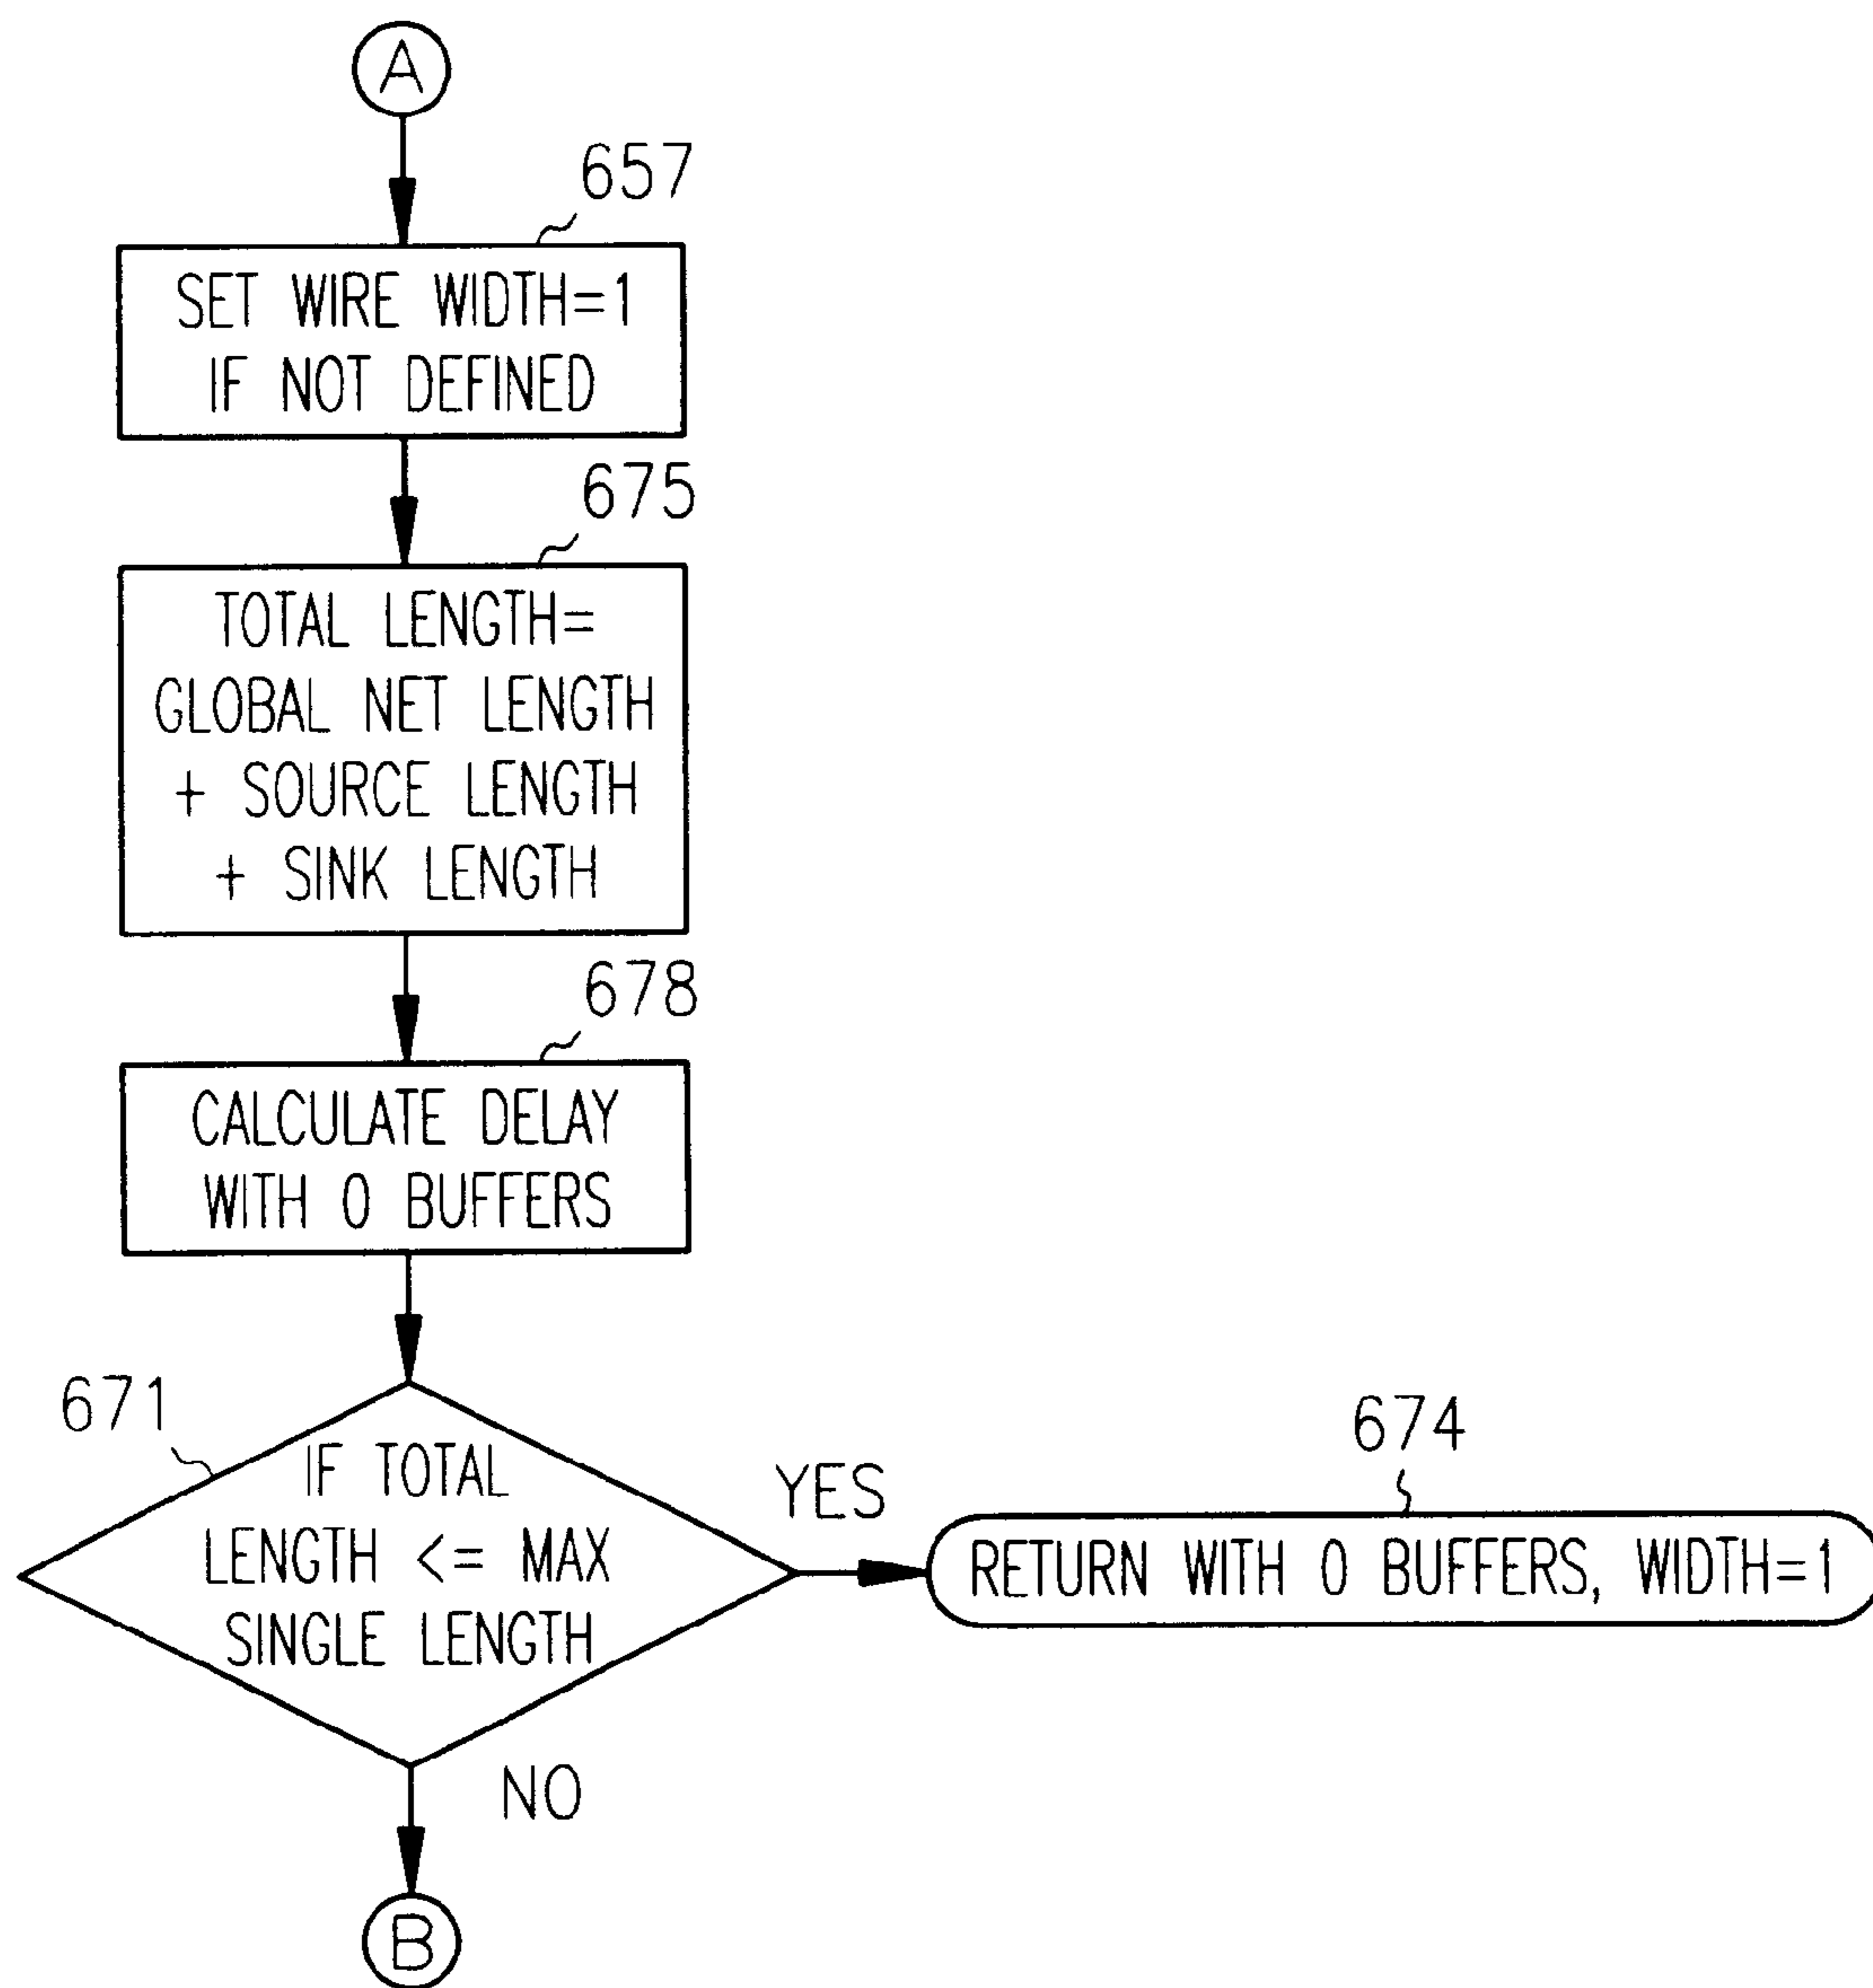 A
657
SET WIRE WIDTH=1
IF NOT DEFINED
675
TOTAL LENGTH=
GLOBAL NET LENGTH
+ SOURCE LENGTH
+ SINK LENGTH
678
CALCULATE DELAY
WITH 0 BUFFERS
671
IF TOTAL
LENGTH <= MAX
SINGLE LENGTH
YES
674
RETURN WITH 0 BUFFERS, WIDTH=1
NO
B